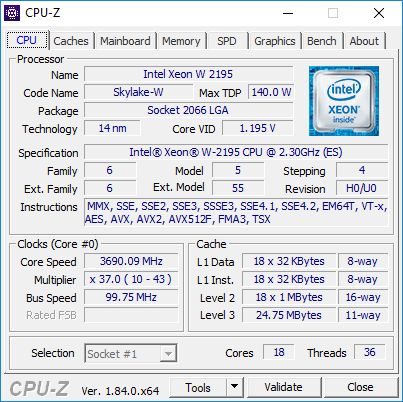 CPU-Z
CPU Caches Mainboard Memory SPD Graphics Bench About
Processor
Name Intel Xeon W 2195
Code Name Skylake-W Max TDP 140.0 W
Package Socket 2066 LGA
Technology 14 nm Core VID 1.195 V
intel
XEON
inside™
Specification Intel® Xeon® W-2195 CPU @ 2.30GHz (ES)
Family 6 Model 5 Stepping 4
Ext. Family 6 Ext. Model 55 Revision H0/U0
Instructions MMX, SSE, SSE2, SSE3, SSSE3, SSE4.1, SSE4.2, EM64T, VT-x,
AES, AVX, AVX2, AVX512F, FMA3, TSX
Clocks (Core #0)
Core Speed 3690.09 MHz
Multiplier x 37.0 ( 10 - 43 )
Bus Speed 99.75 MHz
Rated FSB
Cache
L1 Data 18 x 32 KBytes 8-way
L1 Inst. 18 x 32 KBytes 8-way
Level 2 18 x 1 MBytes 16-way
Level 3 24.75 MBytes 11-way
Selection Socket #1 Cores 18 Threads 36
CPU-Z Ver. 1.84.0.x64 Tools Validate Close